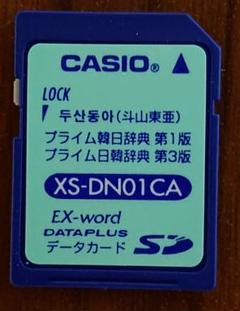 CASIO®
LOCK
두산동아(斗山東亜)
プライム韓日辞典 第1版
プライム日韓辞典 第3版
XS-DN01CA
EX-word
DATAPLUS
データカード SD